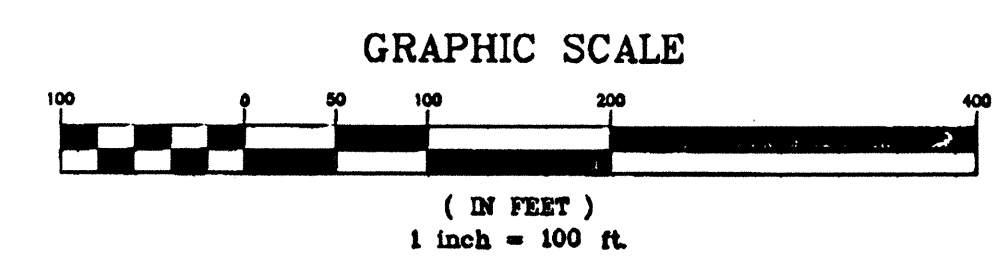 GRAPHIC SCALE
100 0 50 100 200 400
( IN FEET )
1 inch = 100 ft.